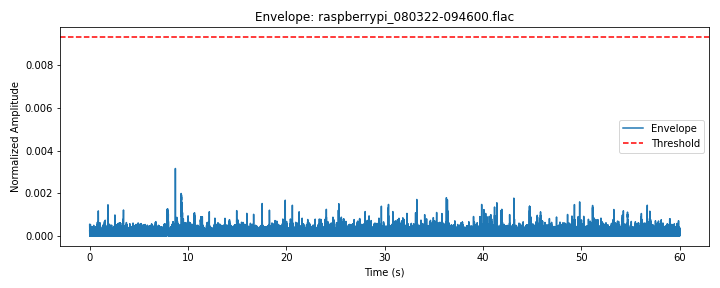 Envelope: raspberrypi_080322-094600.flac
Normalized Amplitude
0.008
0.006
0.004
0.002
0.000
Envelope
Threshold
0 10 20 30 40 50 60
Time (s)